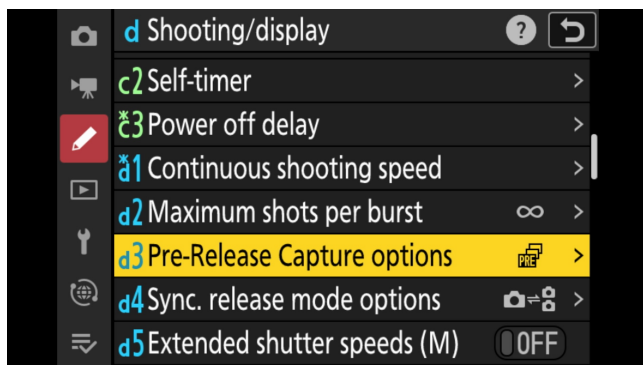 d Shooting/display ?
c2 Self-timer >
*c3 Power off delay >
*d1 Continuous shooting speed >
d2 Maximum shots per burst ∞ >
d3 Pre-Release Capture options PRE >
d4 Sync. release mode options >
d5 Extended shutter speeds (M) OFF